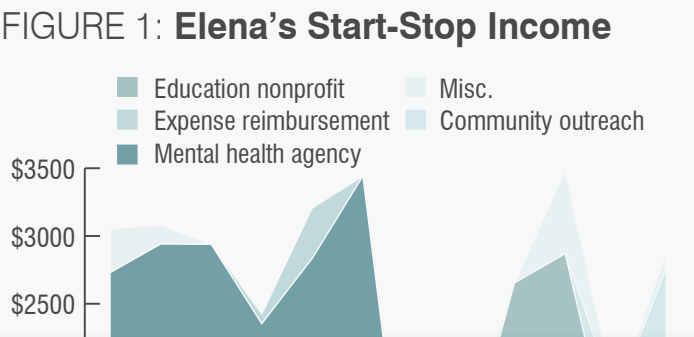 FIGURE 1: Elena’s Start-Stop Income
Education nonprofit
Misc.
Expense reimbursement
Community outreach
Mental health agency
$3500
$3000
$2500